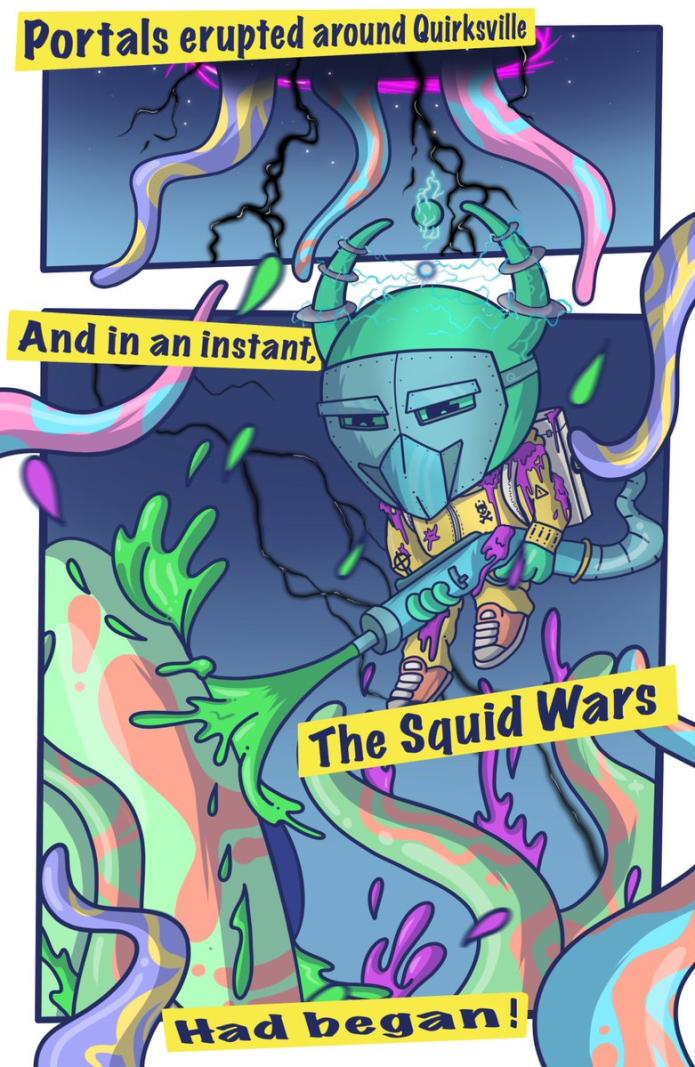 Portals erupted around Quirksville
And in an instant,
The Squid Wars
Had began!